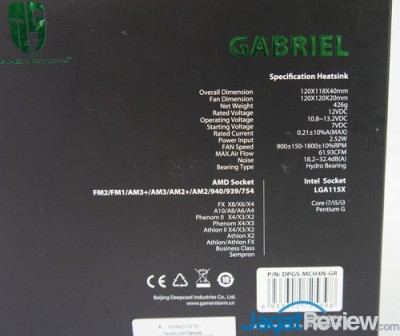 GABRIEL
Specification Heatsink
Overall Dimension 120X118X40mm
Fan Dimension 120X120X20mm
Net Weight 426g
Rated Voltage 12VDC
Operating Voltage 10.8~13.2VDC
Starting Voltage 7VDC
Rated Current 0.21±10%A(MAX)
Power Input 2.52W
FAN Speed 900±150-1800±10%RPM
MAX.Air Flow 61.93CFM
Noise 18.2~32.4dB(A)
Bearing Type Hydro Bearing
AMD Socket
FM2/FM1/AM3+/AM3/AM2+/AM2/940/939/754
FX X8/X6/X4
A10/A8/A6/A4
Phenom II X4/X3/X2
Phenom X4/X3
Athlon II X4/X3/X2
Athlon X2
Athlon/Athlon FX
Business Class
Sempron
Intel Socket
LGA115X
Core i7/i5/i3
Pentium G
Beijing Deepcool Industries Co., Ltd.
www.gamerstorm.com
P/N: DPGS-MCH4N-GR
JagatReview.com